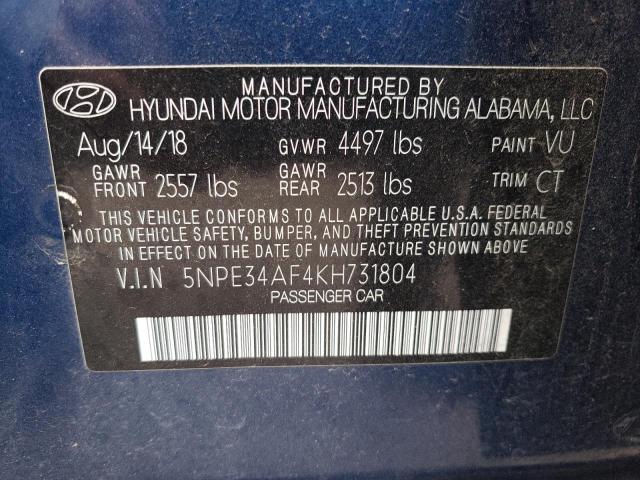 MANUFACTURED BY
HYUNDAI MOTOR MANUFACTURING ALABAMA, LLC
Aug/14/18 GVWR 4497 lbs PAINT VU
GAWR FRONT 2557 lbs GAWR REAR 2513 lbs TRIM CT
THIS VEHICLE CONFORMS TO ALL APPLICABLE U.S.A. FEDERAL
MOTOR VEHICLE SAFETY, BUMPER, AND THEFT PREVENTION STANDARDS
IN EFFECT ON THE DATE OF MANUFACTURE SHOWN ABOVE.
V.I.N 5NPE34AF4KH731804
PASSENGER CAR